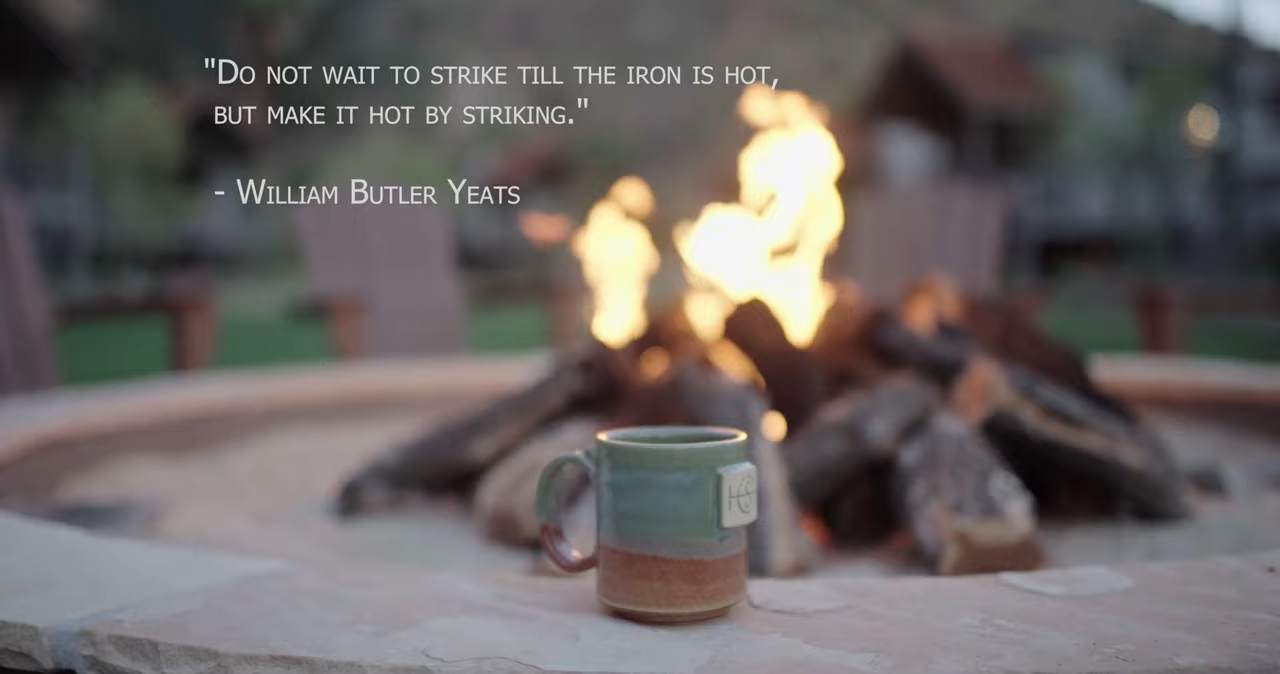 "Do not wait to strike till the iron is hot,
but make it hot by striking."
- William Butler Yeats
HCS